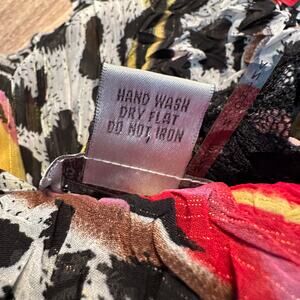 HAND WASH
DRY FLAT
DO NOT IRON